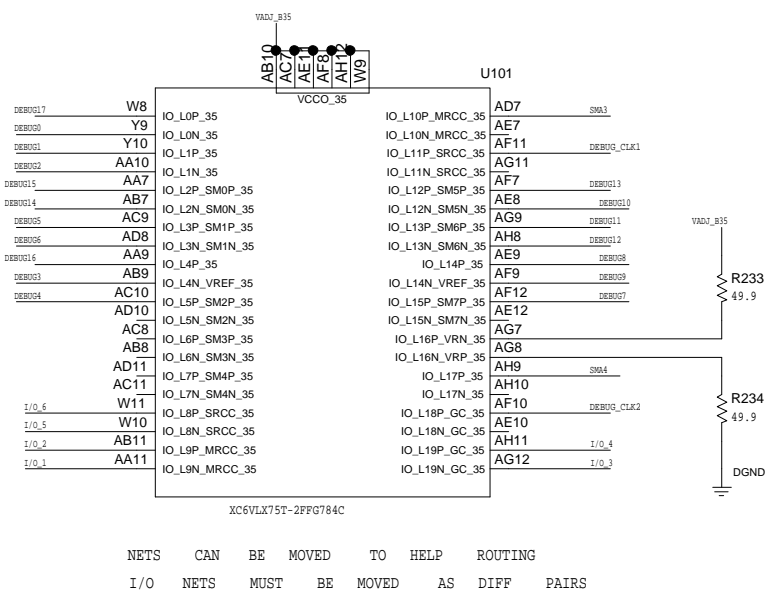 VADJ_B35
AB10 AC7 AE11 AF8 AH12 W9
U101
VCCO_35
DEBUG17 W8 IO_L0P_35
DEBUG0 Y9 IO_L0N_35
DEBUG1 Y10 IO_L1P_35
DEBUG2 AA10 IO_L1N_35
DEBUG15 AA7 IO_L2P_SM0P_35
DEBUG14 AB7 IO_L2N_SM0N_35
DEBUG5 AC9 IO_L3P_SM1P_35
DEBUG6 AD8 IO_L3N_SM1N_35
DEBUG16 AA9 IO_L4P_35
DEBUG3 AB9 IO_L4N_VREF_35
DEBUG4 AC10 IO_L5P_SM2P_35
AD10 IO_L5N_SM2N_35
AC8 IO_L6P_SM3P_35
AB8 IO_L6N_SM3N_35
AD11 IO_L7P_SM4P_35
AC11 IO_L7N_SM4N_35
I/O_6 W11 IO_L8P_SRCC_35
I/O_5 W10 IO_L8N_SRCC_35
I/O_2 AB11 IO_L9P_MRCC_35
I/O_1 AA11 IO_L9N_MRCC_35
IO_L10P_MRCC_35 AD7 SMA3
IO_L10N_MRCC_35 AE7
IO_L11P_SRCC_35 AF11 DEBUG_CLK1
IO_L11N_SRCC_35 AG11
IO_L12P_SM5P_35 AF7 DEBUG13
IO_L12N_SM5N_35 AE8 DEBUG10
IO_L13P_SM6P_35 AG9 DEBUG11
IO_L13N_SM6N_35 AH8 DEBUG12
IO_L14P_35 AE9 DEBUG8
IO_L14N_VREF_35 AF9 DEBUG9
IO_L15P_SM7P_35 AF12 DEBUG7
IO_L15N_SM7N_35 AE12
IO_L16P_VRN_35 AG7
IO_L16N_VRP_35 AG8
IO_L17P_35 AH9 SMA4
IO_L17N_35 AH10
IO_L18P_GC_35 AF10 DEBUG_CLK2
IO_L18N_GC_35 AE10
IO_L19P_GC_35 AH11 I/O_4
IO_L19N_GC_35 AG12 I/O_3
VADJ_B35
R233
49.9
R234
49.9
DGND
XC6VLX75T-2FFG784C
NETS CAN BE MOVED TO HELP ROUTING
I/O NETS MUST BE MOVED AS DIFF PAIRS